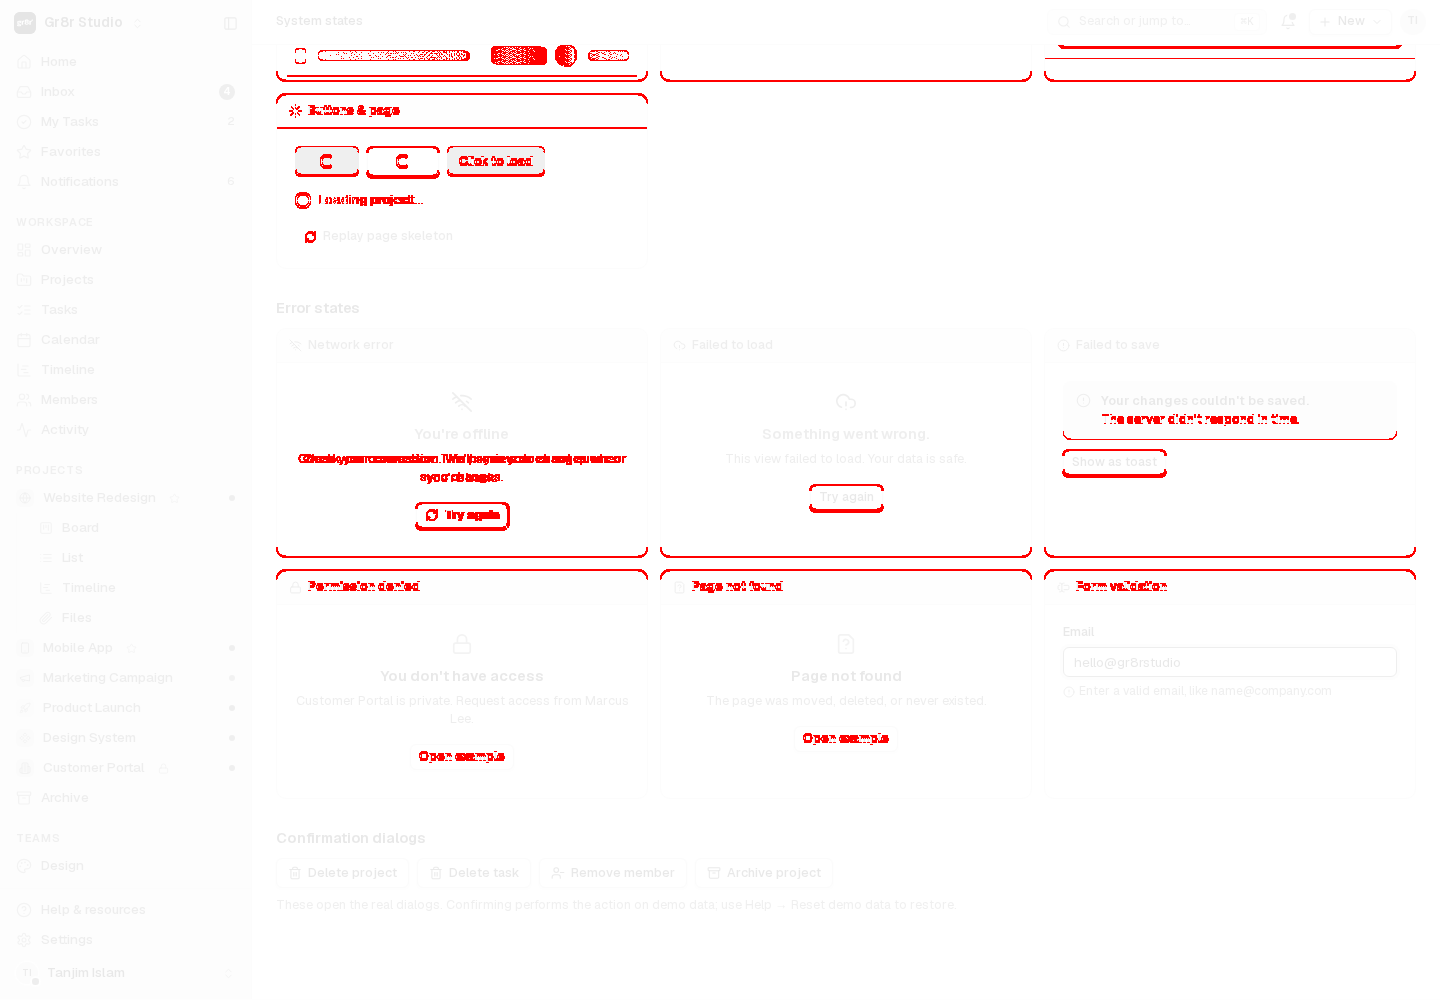 gr8r Gr8r Studio
System states
Search or jump to...
⌘K
New
TI
Home
Inbox 4
My Tasks 2
Favorites
Notifications 6
WORKSPACE
Overview
Projects
Tasks
Calendar
Timeline
Members
Activity
PROJECTS
Website Redesign
Board
List
Timeline
Files
Mobile App
Marketing Campaign
Product Launch
Design System
Customer Portal
Archive
TEAMS
Design
Help & resources
Settings
TI Tanjim Islam
Buttons & page
Click to load
Loading project...
Replay page skeleton
Error states
Network error
You're offline
Try again
Failed to load
Something went wrong.
This view failed to load. Your data is safe.
Try again
Failed to save
Your changes couldn't be saved.
The server didn't respond in time.
Show as toast
Permission denied
You don't have access
Customer Portal is private. Request access from Marcus
Lee.
Open example
Page not found
Page not found
The page was moved, deleted, or never existed.
Open example
Form validation
Email
hello@gr8rstudio
Enter a valid email, like name@company.com
Confirmation dialogs
Delete project
Delete task
Remove member
Archive project
These open the real dialogs. Confirming performs the action on demo data; use Help → Reset demo data to restore.